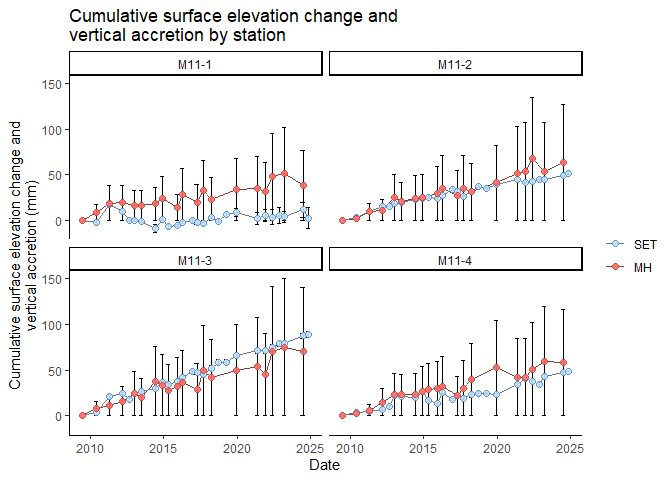 Cumulative surface elevation change and
vertical accretion by station
M11-1
M11-2
150
100
50
0
M11-3
M11-4
150
100
50
0
2010
2015
2020
2025
2010
2015
2020
2025
Date
Cumulative surface elevation change and
vertical accretion (mm)
SET
MH